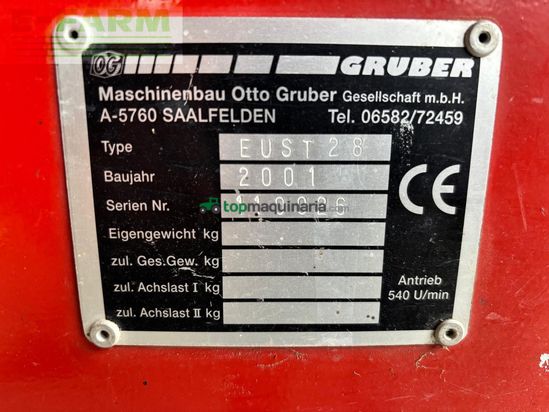 FARM
OG GRUBER
Maschinenbau Otto Gruber Gesellschaft m.b.H.
A-5760 SAALFELDEN Tel. 06582/72459
Type EUST 28
Baujahr 2001
Serien Nr.
topmaquinaria.com
CE
Eigengewicht kg
zul. Ges.Gew. kg
zul. Achslast I kg
zul. Achslast II kg
Antrieb
540 U/min